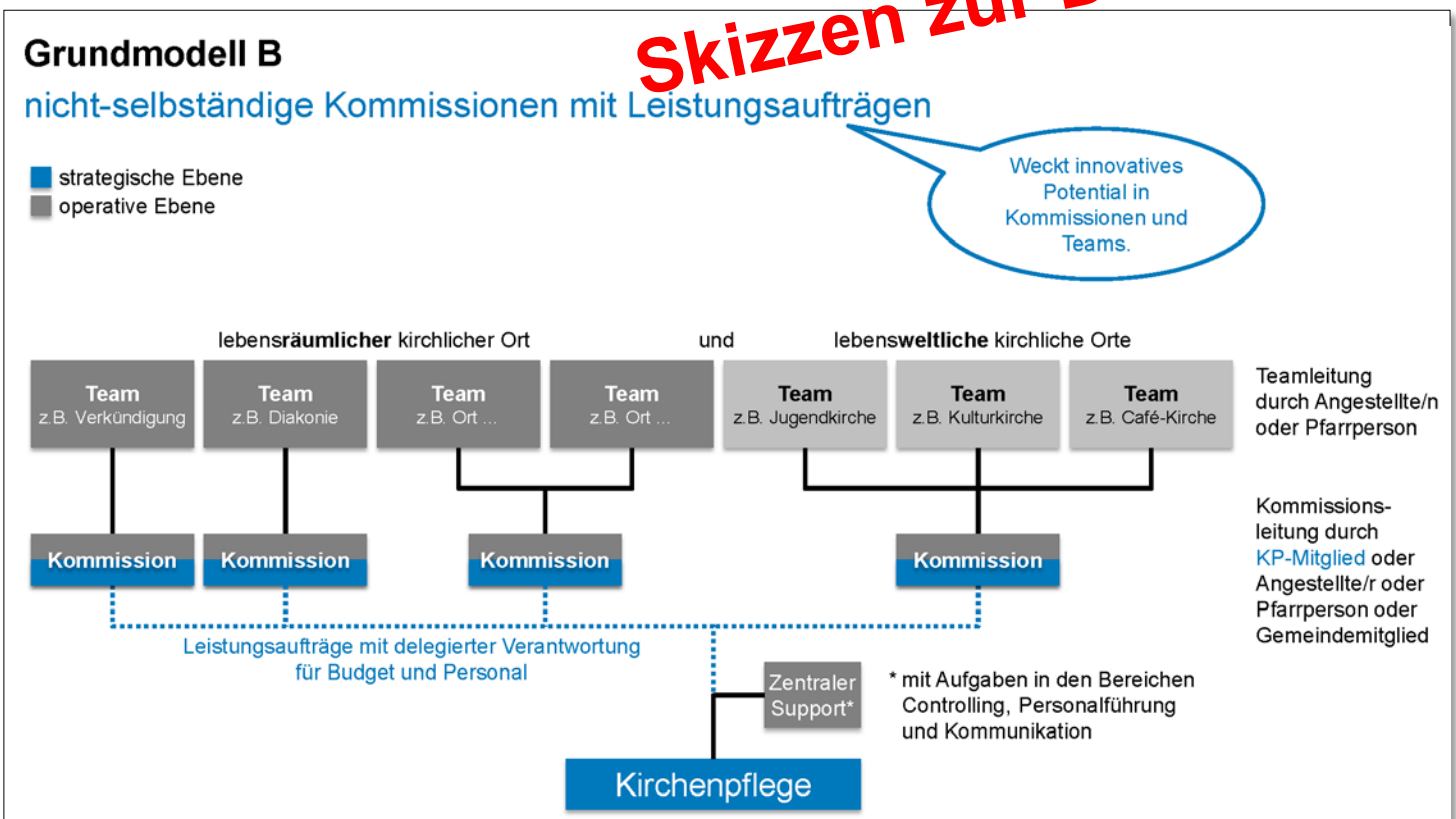 Skizzen zur
Grundmodell B
nicht-selbständige Kommissionen mit Leistungsaufträgen
strategische Ebene
operative Ebene
Weckt innovatives
Potential in
Kommissionen und
Teams.
lebensräumlicher kirchlicher Ort und lebensweltliche kirchliche Orte
Team
z.B. Verkündigung
Team
z.B. Diakonie
Team
z.B. Ort ...
Team
z.B. Ort ...
Team
z.B. Jugendkirche
Team
z.B. Kulturkirche
Team
z.B. Café-Kirche
Teamleitung
durch Angestellte/n
oder Pfarrperson
Kommission
Kommission
Kommission
Kommission
Kommissions-
leitung durch
KP-Mitglied oder
Angestellte/r oder
Pfarrperson oder
Gemeindemitglied
Leistungsaufträge mit delegierter Verantwortung
für Budget und Personal
Zentraler
Support*
* mit Aufgaben in den Bereichen
Controlling, Personalführung
und Kommunikation
Kirchenpflege